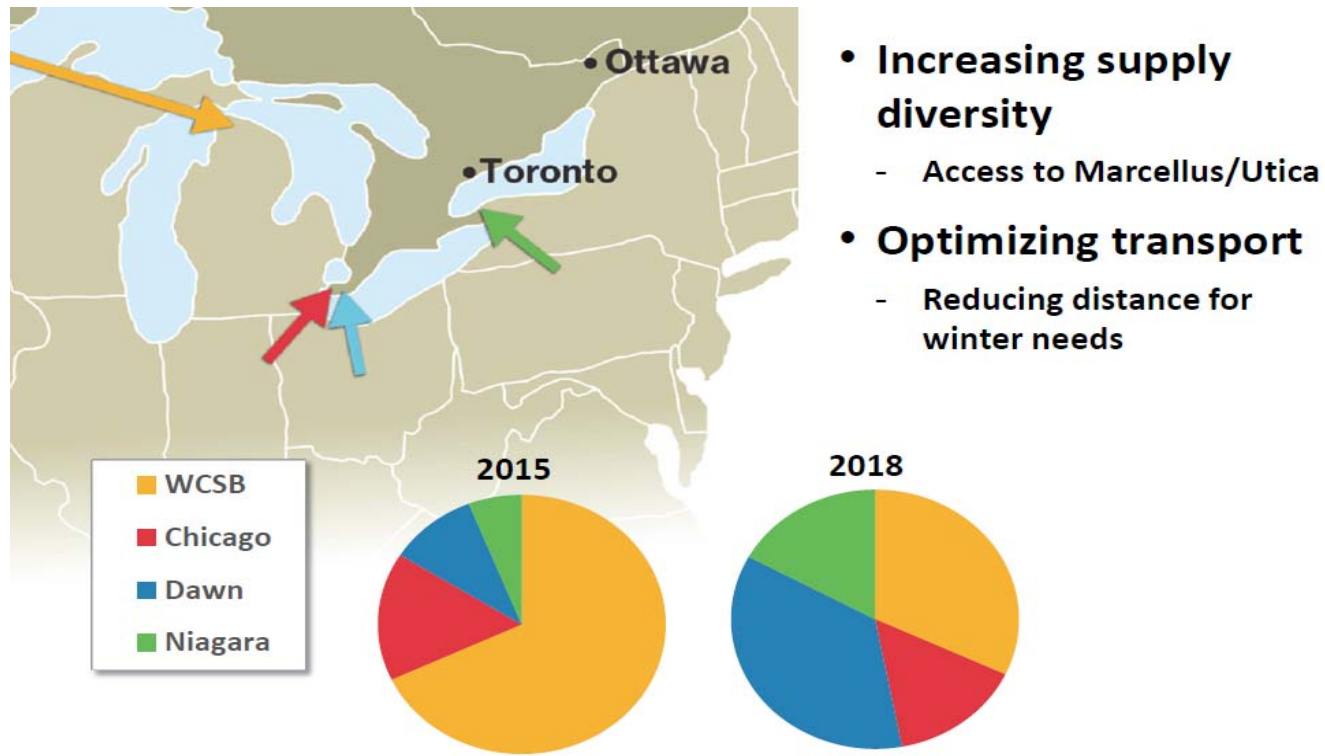 Ottawa
Toronto
• Increasing supply
diversity
- Access to Marcellus/Utica
• Optimizing transport
- Reducing distance for
winter needs
WCSB
Chicago
Dawn
Niagara
2015
2018